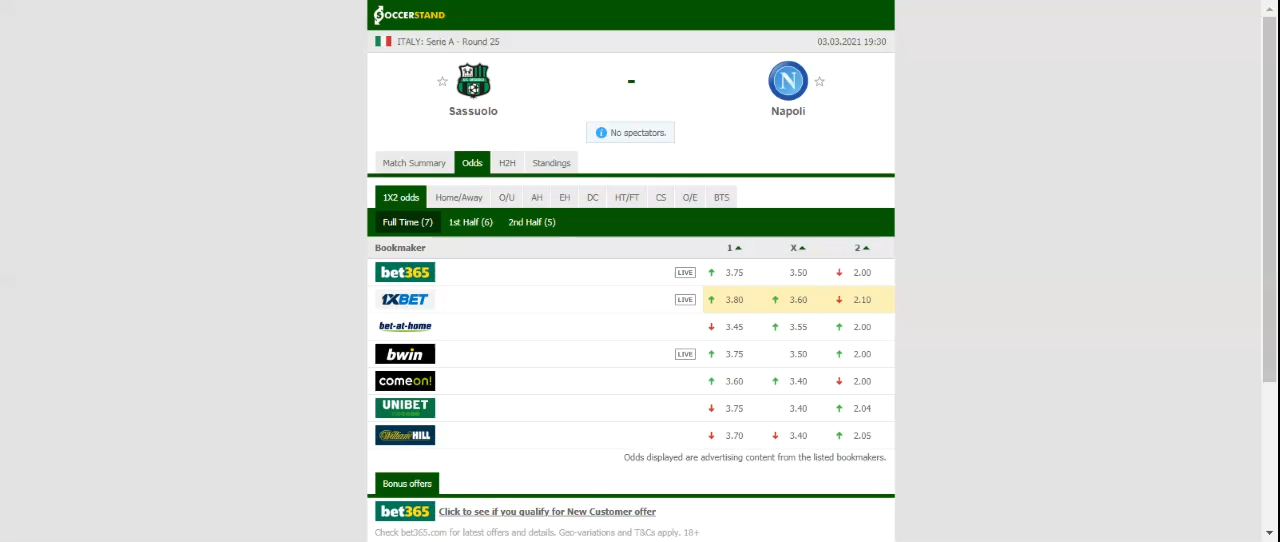 SOCCERSTAND
ITALY: Serie A - Round 25 03.03.2021 19:30
-
Sassuolo Napoli
No spectators.
Match Summary Odds H2H Standings
1X2 odds Home/Away O/U AH EH DC HT/FT CS O/E BTS
Full Time (7) 1st Half (6) 2nd Half (5)
Bookmaker 1 X 2
bet365 LIVE 3.75 3.50 2.00
1XBET LIVE 3.80 3.60 2.10
bet-at-home 3.45 3.55 2.00
bwin LIVE 3.75 3.50 2.00
comeon! 3.60 3.40 2.00
UNIBET 3.75 3.40 2.04
William HILL 3.70 3.40 2.05
Odds displayed are advertising content from the listed bookmakers.
Bonus offers
bet365 Click to see if you qualify for New Customer offer
Check bet365.com for latest offers and details. Geo-variations and T&Cs apply. 18+